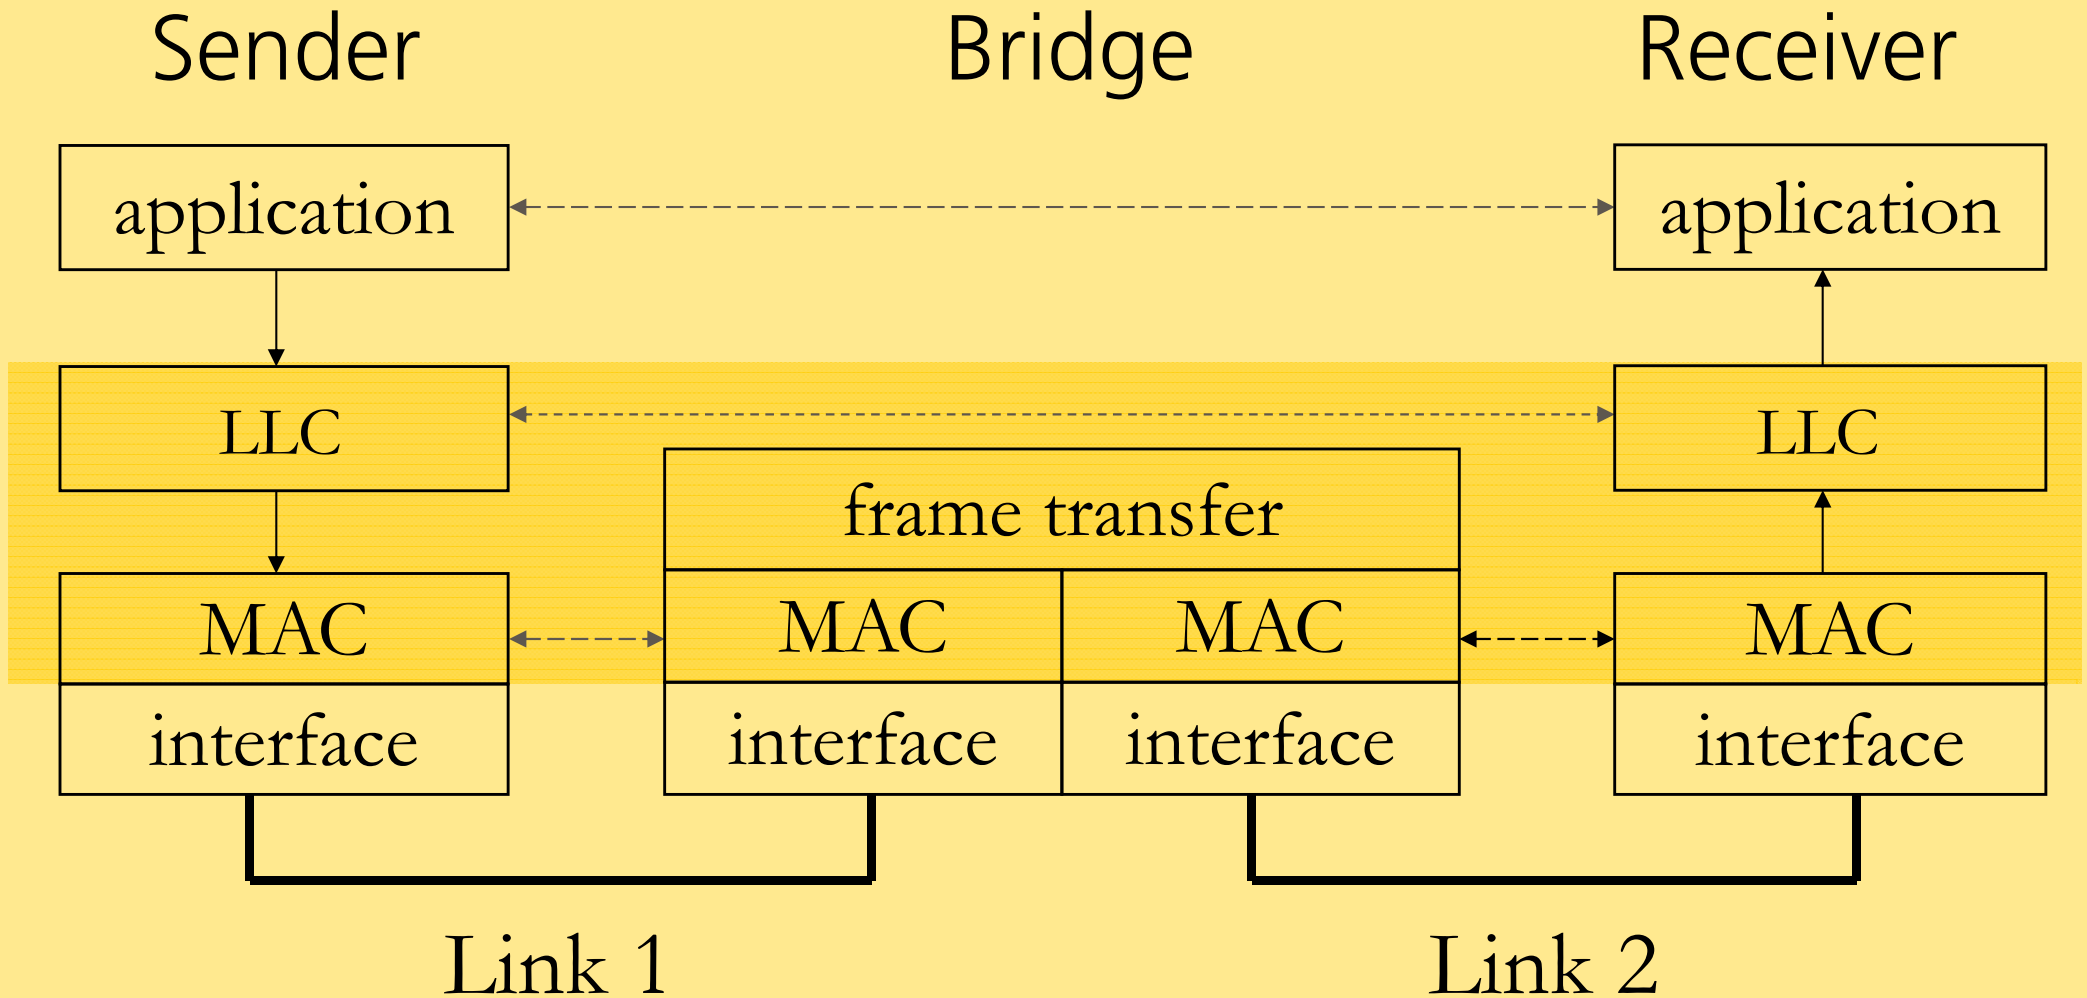 Sender Bridge Receiver
application application
LLC LLC
frame transfer
MAC MAC MAC MAC
interface interface interface interface
Link 1 Link 2